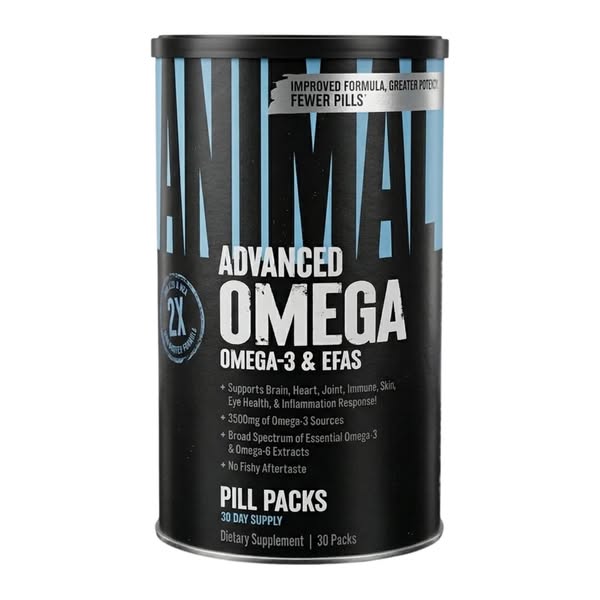 ANIMAL
IMPROVED FORMULA, GREATER POTENCY,
FEWER PILLS*
ADVANCED
OMEGA
OMEGA-3 & EFAS
2X
+ Supports Brain, Heart, Joint, Immune, Skin,
Eye Health, & Inflammation Response!
+ 3500mg of Omega-3 Sources
+ Broad Spectrum of Essential Omega-3
& Omega-6 Extracts
+ No Fishy Aftertaste
PILL PACKS
30 DAY SUPPLY
Dietary Supplement | 30 Packs